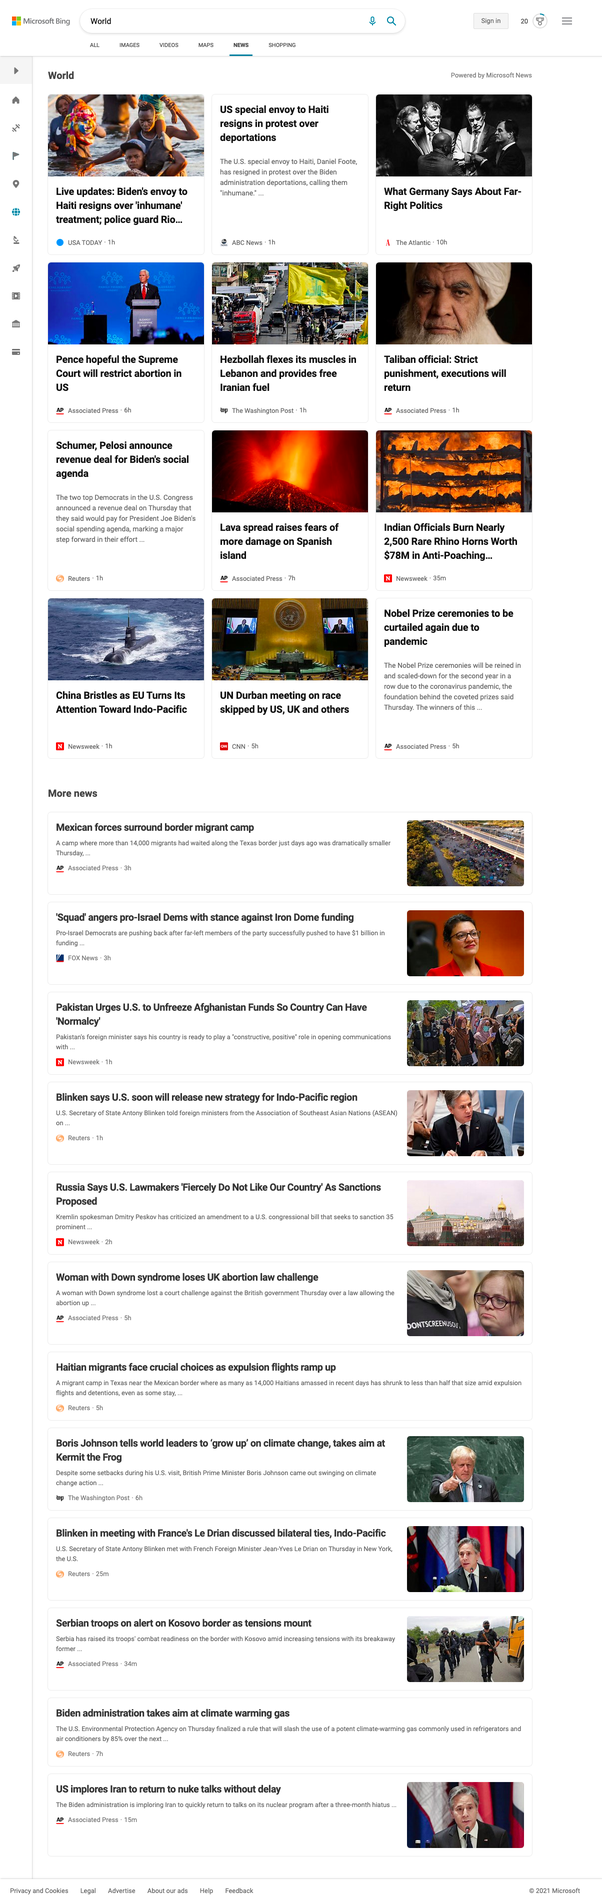 Microsoft Bing
World
Sign in
20
ALL
IMAGES
VIDEOS
MAPS
NEWS
SHOPPING
World
Powered by Microsoft News
Live updates: Biden's envoy to
Haiti resigns over 'inhumane'
treatment; police guard Rio...
USA TODAY · 1h
US special envoy to Haiti
resigns in protest over
deportations
The U.S. special envoy to Haiti, Daniel Foote,
has resigned in protest over the Biden
administration deportations, calling them
"inhumane." ...
ABC News · 1h
What Germany Says About Far-
Right Politics
The Atlantic · 10h
Pence hopeful the Supreme
Court will restrict abortion in
US
AP Associated Press · 6h
Hezbollah flexes its muscles in
Lebanon and provides free
Iranian fuel
wp The Washington Post · 1h
Taliban official: Strict
punishment, executions will
return
AP Associated Press · 1h
Schumer, Pelosi announce
revenue deal for Biden's social
agenda
The two top Democrats in the U.S. Congress
announced a revenue deal on Thursday that
they said would pay for President Joe Biden's
social spending agenda, marking a major
step forward in their effort ...
Reuters · 1h
Lava spread raises fears of
more damage on Spanish
island
AP Associated Press · 7h
Indian Officials Burn Nearly
2,500 Rare Rhino Horns Worth
$78M in Anti-Poaching...
N Newsweek · 35m
China Bristles as EU Turns Its
Attention Toward Indo-Pacific
N Newsweek · 1h
UN Durban meeting on race
skipped by US, UK and others
CNN CNN · 5h
Nobel Prize ceremonies to be
curtailed again due to
pandemic
The Nobel Prize ceremonies will be reined in
and scaled-down for the second year in a
row due to the coronavirus pandemic, the
foundation behind the coveted prizes said
Thursday. The winners of this ...
AP Associated Press · 5h
More news
Mexican forces surround border migrant camp
A camp where more than 14,000 migrants had waited along the Texas border just days ago was dramatically smaller
Thursday, ...
AP Associated Press · 3h
'Squad' angers pro-Israel Dems with stance against Iron Dome funding
Pro-Israel Democrats are pushing back after far-left members of the party successfully pushed to have $1 billion in
funding ...
FOX News · 3h
Pakistan Urges U.S. to Unfreeze Afghanistan Funds So Country Can Have
'Normalcy'
Pakistan's foreign minister says his country is ready to play a "constructive, positive" role in opening communications
with ...
N Newsweek · 1h
Blinken says U.S. soon will release new strategy for Indo-Pacific region
U.S. Secretary of State Antony Blinken told foreign ministers from the Association of Southeast Asian Nations (ASEAN)
on ...
Reuters · 1h
Russia Says U.S. Lawmakers 'Fiercely Do Not Like Our Country' As Sanctions
Proposed
Kremlin spokesman Dmitry Peskov has criticized an amendment to a U.S. congressional bill that seeks to sanction 35
prominent ...
N Newsweek · 2h
Woman with Down syndrome loses UK abortion law challenge
A woman with Down syndrome lost a court challenge against the British government Thursday over a law allowing the
abortion up ...
AP Associated Press · 5h
DONTSCREENUSOUT
Haitian migrants face crucial choices as expulsion flights ramp up
A migrant camp in Texas near the Mexican border where as many as 14,000 Haitians amassed in recent days has shrunk to less than half that size amid expulsion
flights and detentions, even as some stay, ...
Reuters · 5h
Boris Johnson tells world leaders to 'grow up' on climate change, takes aim at
Kermit the Frog
Despite some setbacks during his U.S. visit, British Prime Minister Boris Johnson came out swinging on climate
change action ...
wp The Washington Post · 6h
Blinken in meeting with France's Le Drian discussed bilateral ties, Indo-Pacific
U.S. Secretary of State Antony Blinken met with French Foreign Minister Jean-Yves Le Drian on Thursday in New York,
the U.S.
Reuters · 25m
Serbian troops on alert on Kosovo border as tensions mount
Serbia has raised its troops' combat readiness on the border with Kosovo amid increasing tensions with its breakaway
former ...
AP Associated Press · 34m
Biden administration takes aim at climate warming gas
The U.S. Environmental Protection Agency on Thursday finalized a rule that will slash the use of a potent climate-warming gas commonly used in refrigerators and
air conditioners by 85% over the next ...
Reuters · 7h
US implores Iran to return to nuke talks without delay
The Biden administration is imploring Iran to quickly return to talks on its nuclear program after a three-month hiatus ...
AP Associated Press · 15m
Privacy and Cookies
Legal
Advertise
About our ads
Help
Feedback
© 2021 Microsoft